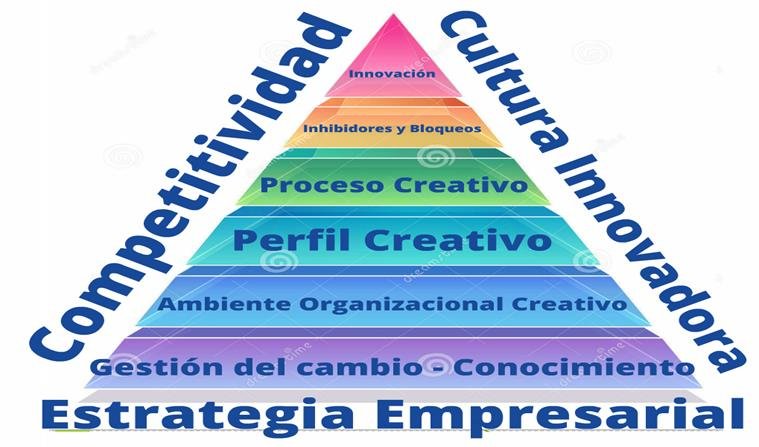 Competitividad
Cultura Innovadora
Innovación
Inhibidores y Bloqueos
Proceso Creativo
Perfil Creativo
Ambiente Organizacional Creativo
Gestión del cambio - Conocimiento
Estrategia Empresarial